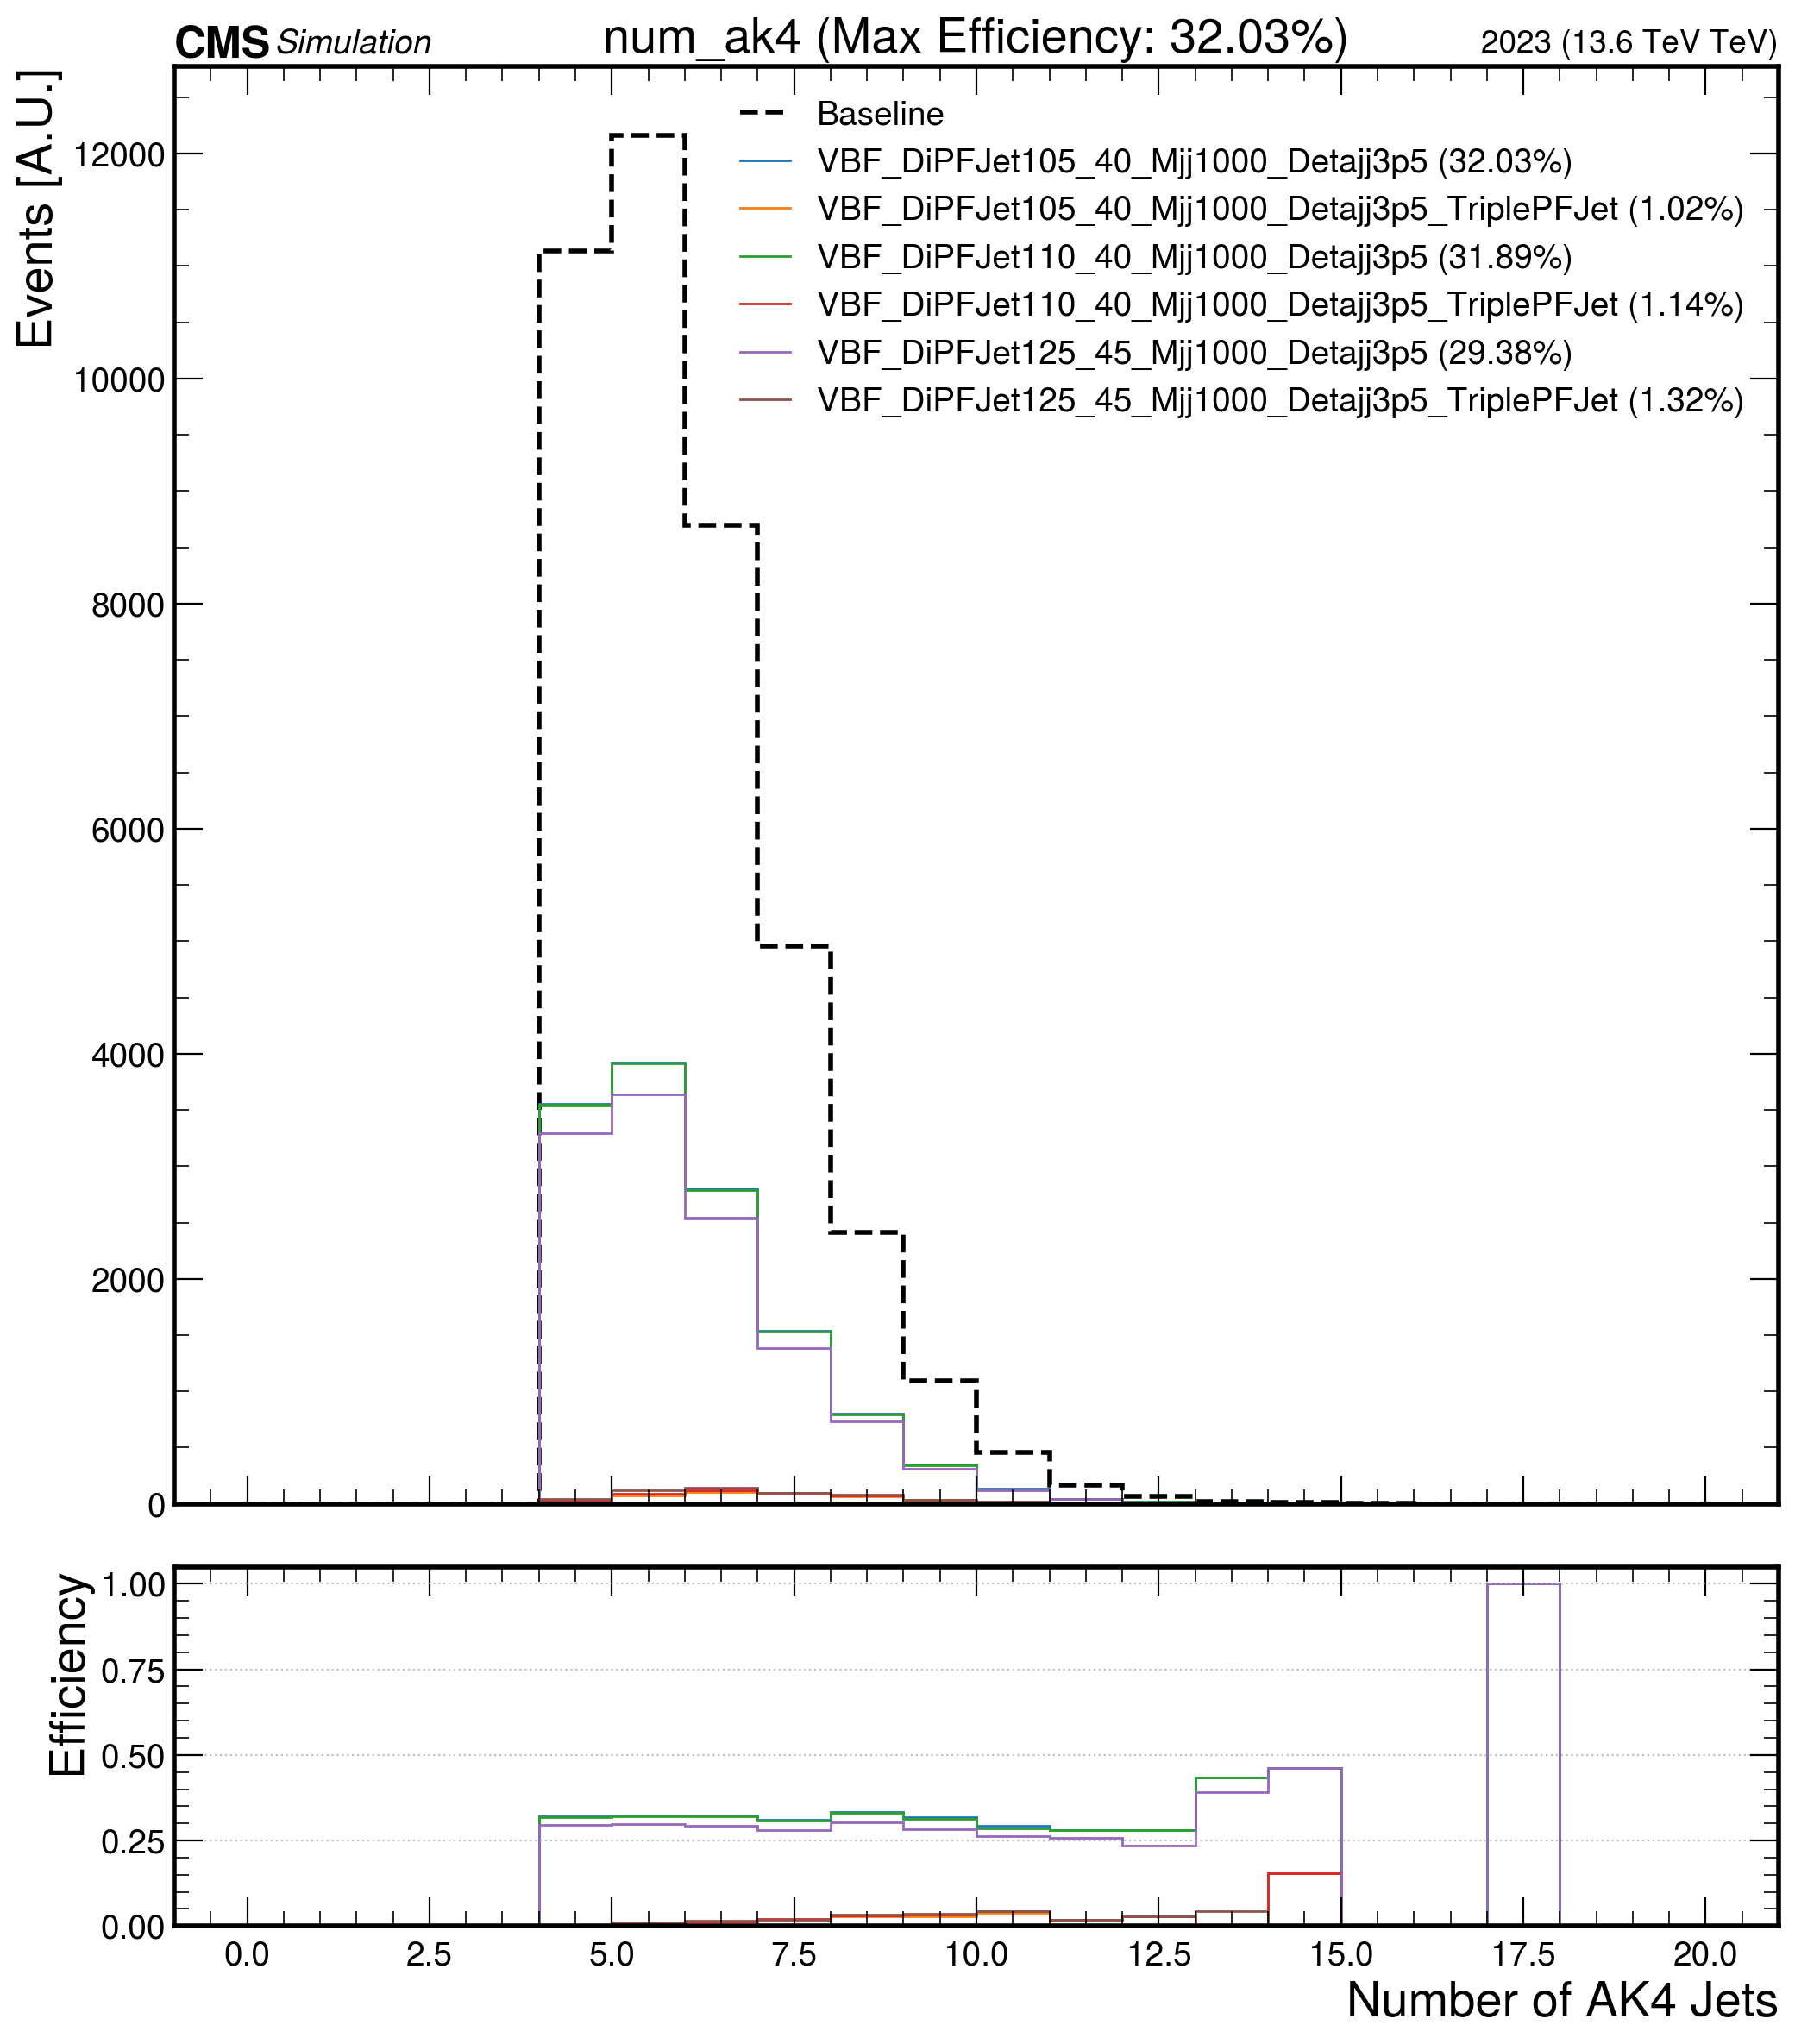 CMS Simulation num_ak4 (Max Efficiency: 32.03%) 2023 (13.6 TeV TeV)
Events [A.U.]
Baseline
VBF_DiPFJet105_40_Mjj1000_Detajj3p5 (32.03%)
VBF_DiPFJet105_40_Mjj1000_Detajj3p5_TriplePFJet (1.02%)
VBF_DiPFJet110_40_Mjj1000_Detajj3p5 (31.89%)
VBF_DiPFJet110_40_Mjj1000_Detajj3p5_TriplePFJet (1.14%)
VBF_DiPFJet125_45_Mjj1000_Detajj3p5 (29.38%)
VBF_DiPFJet125_45_Mjj1000_Detajj3p5_TriplePFJet (1.32%)
12000
10000
8000
6000
4000
2000
0
Efficiency
1.00
0.75
0.50
0.25
0.00
0.0 2.5 5.0 7.5 10.0 12.5 15.0 17.5 20.0
Number of AK4 Jets